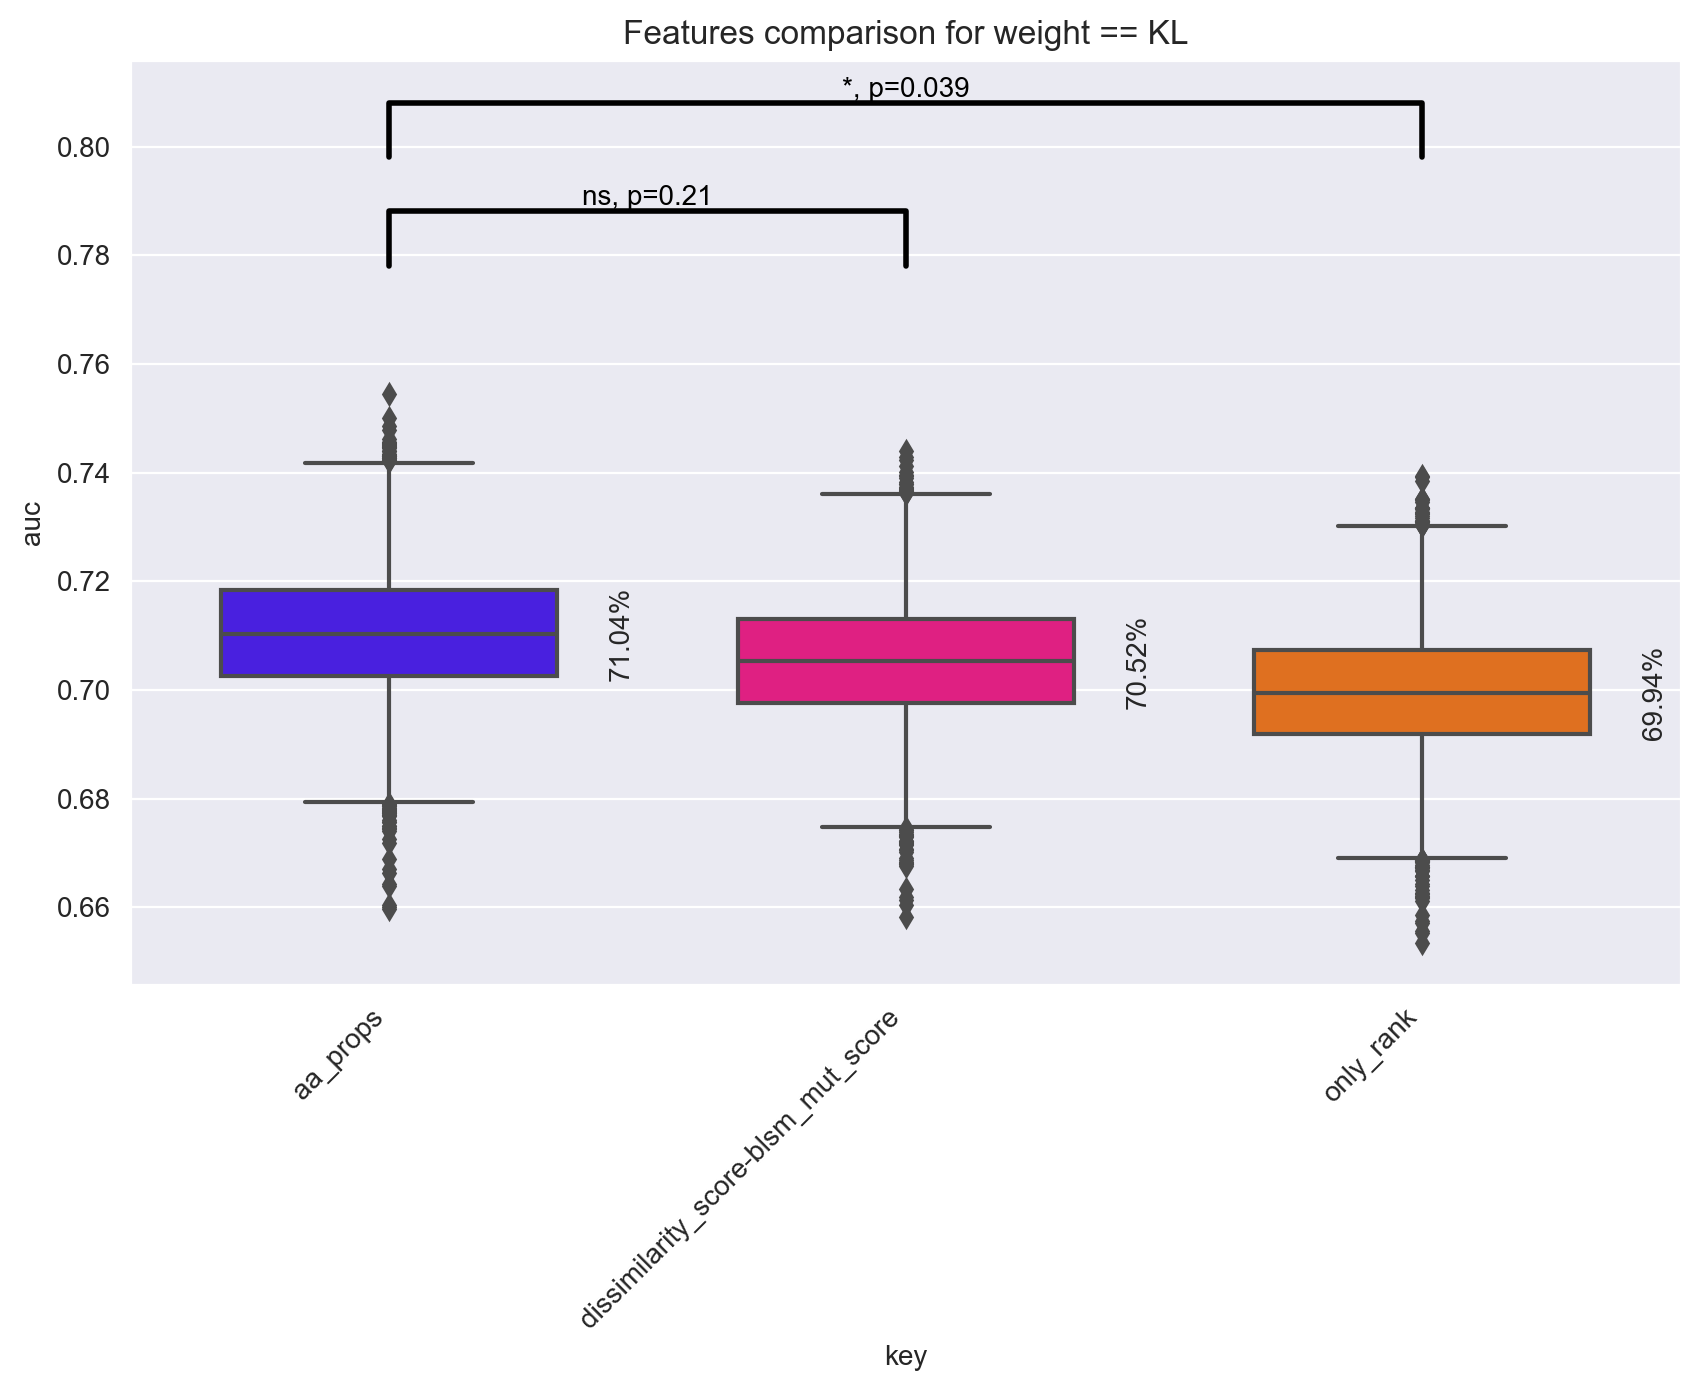 Features comparison for weight == KL
*, p=0.039
0.80
ns, p=0.21
0.78
0.76
0.74
auc
0.72
71.04%
70.52%
69.94%
0.70
0.68
0.66
aa_props
dissimilarity_score-blsm_mut_score
only_rank
key